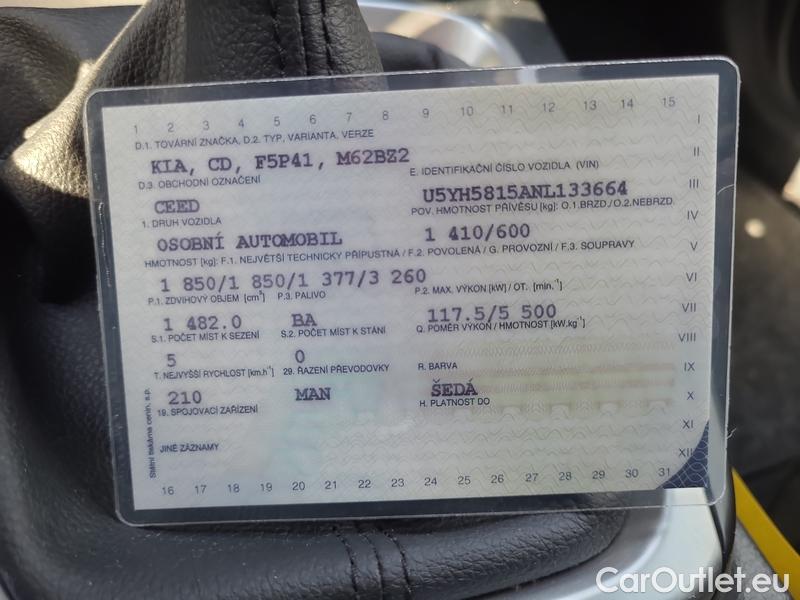 1 2 3 4 5 6 7 8 9 10 11 12 13 14 15
D.1. TOVÁRNÍ ZNAČKA, D.2. TYP, VARIANTA, VERZE
I
KIA, CD, F5P41, M62BZ2
II
D.3. OBCHODNÍ OZNAČENÍ
E. IDENTIFIKAČNÍ ČÍSLO VOZIDLA (VIN)
CEED
U5YH5815ANL133664
III
1. DRUH VOZIDLA
POV. HMOTNOST PŘÍVĚSU [kg]: O.1.BRZD./O.2.NEBRZD.
OSOBNÍ AUTOMOBIL
1 410/600
IV
HMOTNOST [kg]: F.1. NEJVĚTŠÍ TECHNICKY PŘÍPUSTNÁ / F.2. POVOLENÁ / G. PROVOZNÍ / F.3. SOUPRAVY
V
1 850/1 850/1 377/3 260
P.1. ZDVIHOVÝ OBJEM [cm³]
P.3. PALIVO
P.2. MAX. VÝKON [kW] / OT. [min.⁻¹]
VI
1 482.0
BA
117.5/5 500
VII
S.1. POČET MÍST K SEZENÍ
S.2. POČET MÍST K STÁNÍ
Q. POMĚR VÝKON / HMOTNOST [kW.kg⁻¹]
5
0
VIII
T. NEJVYŠŠÍ RYCHLOST [km.h⁻¹]
29. ŘAZENÍ PŘEVODOVKY
R. BARVA
IX
210
MAN
ŠEDÁ
X
19. SPOJOVACÍ ZAŘÍZENÍ
H. PLATNOST DO
XI
JINÉ ZÁZNAMY
XII
Státní tiskárna cenin, s.p.
16 17 18 19 20 21 22 23 24 25 26 27 28 29 30 31
CarOutlet.eu